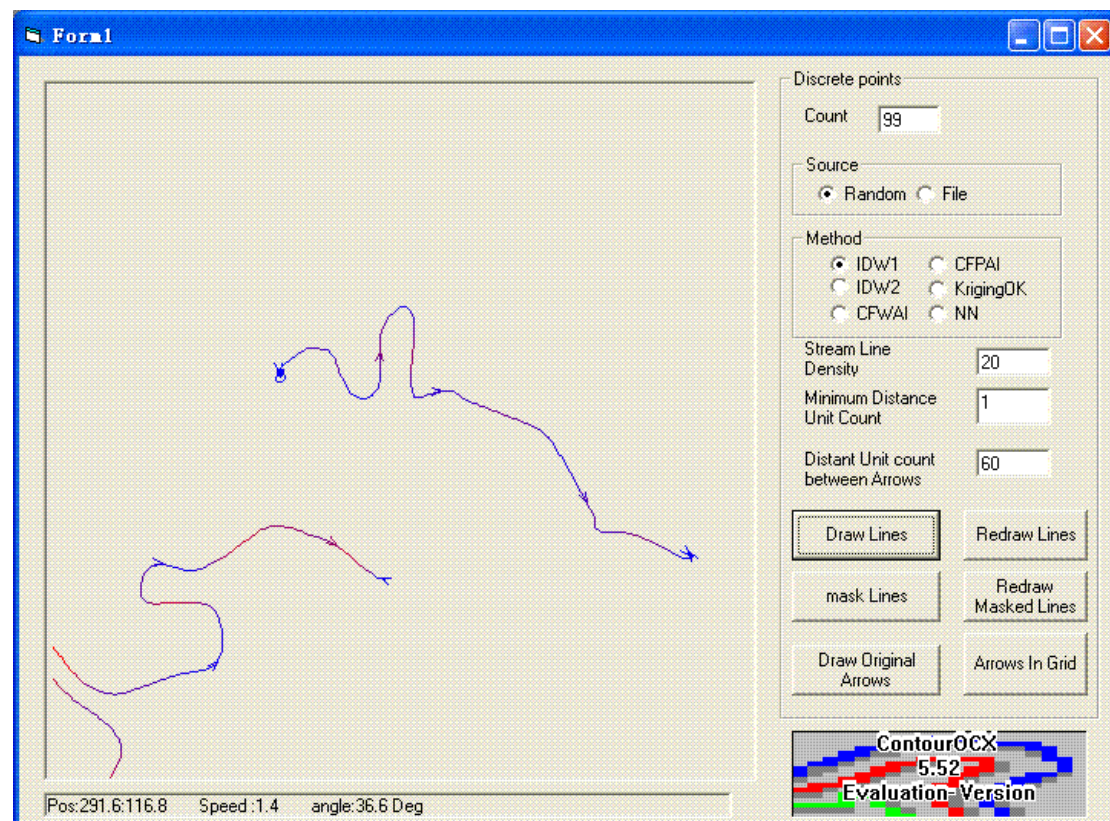 Form1
Discrete points
Count 99
Source
Random File
Method
IDW1 CFPAI
IDW2 KrigingOK
CFWAI NN
Stream Line
Density
20
Minimum Distance
Unit Count
1
Distant Unit count
between Arrows
60
Draw Lines Redraw Lines
mask Lines
Redraw
Masked Lines
Draw Original
Arrows
Arrows In Grid
ContourOCX
5.52
Evaluation- Version
Pos:291.6:116.8 Speed :1.4 angle:36.6 Deg